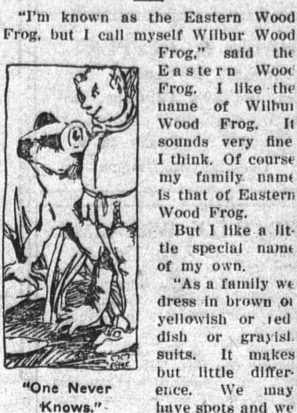 "I'm known as the Eastern Wood
Frog, but I call myself Wilbur Wood
Frog," said the
Eastern Wood
Frog. I like the
name of Wilbur
Wood Frog. It
sounds very fine
I think. Of course
my family name
is that of Eastern
Wood Frog.
But I like a lit-
tle special name
of my own.
"As a family we
dress in brown or
yellowish or red
dish or grayish
suits. It makes
but little differ-
ence. We may
have spots and we
"One Never
Knows."